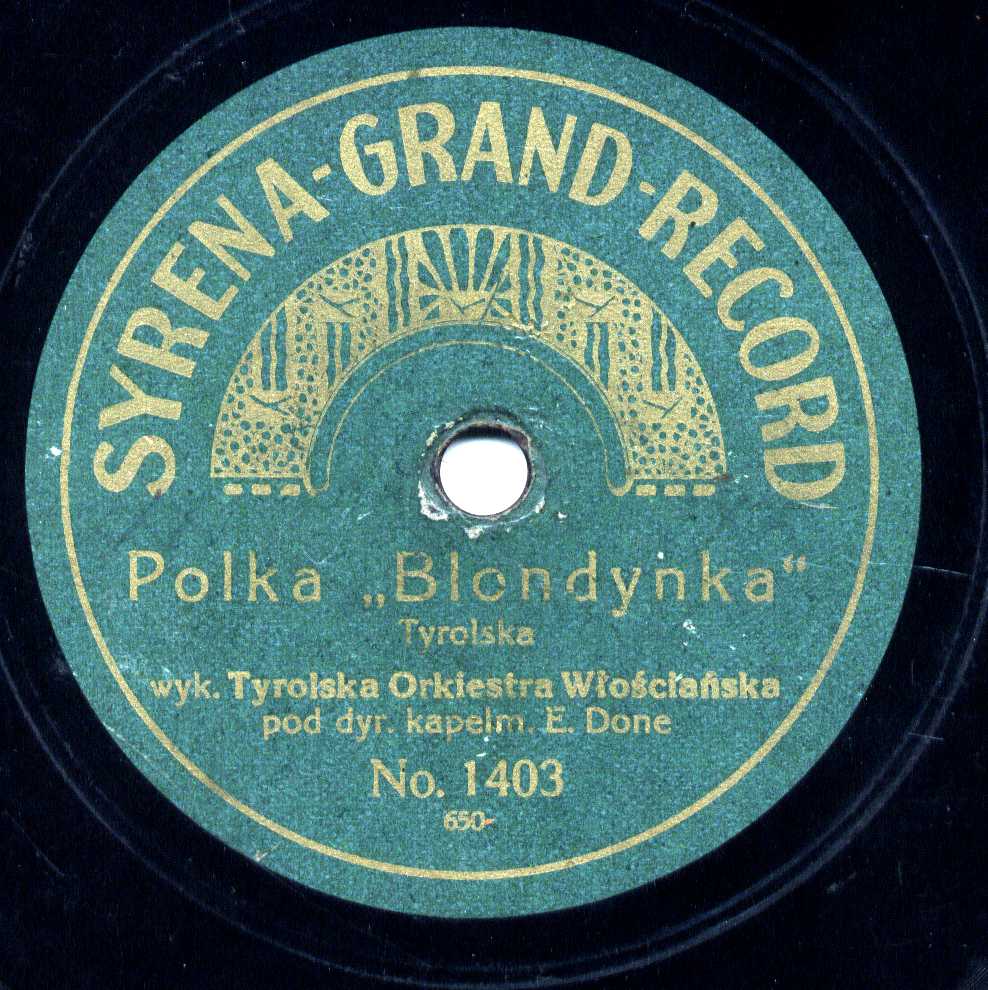 SYRENA-GRAND-RECORD
Polka „Blondynka“
Tyrolska
wyk. Tyrolska Orkiestra Włościańska
pod dyr. kapelm. E. Done
No. 1403
650-